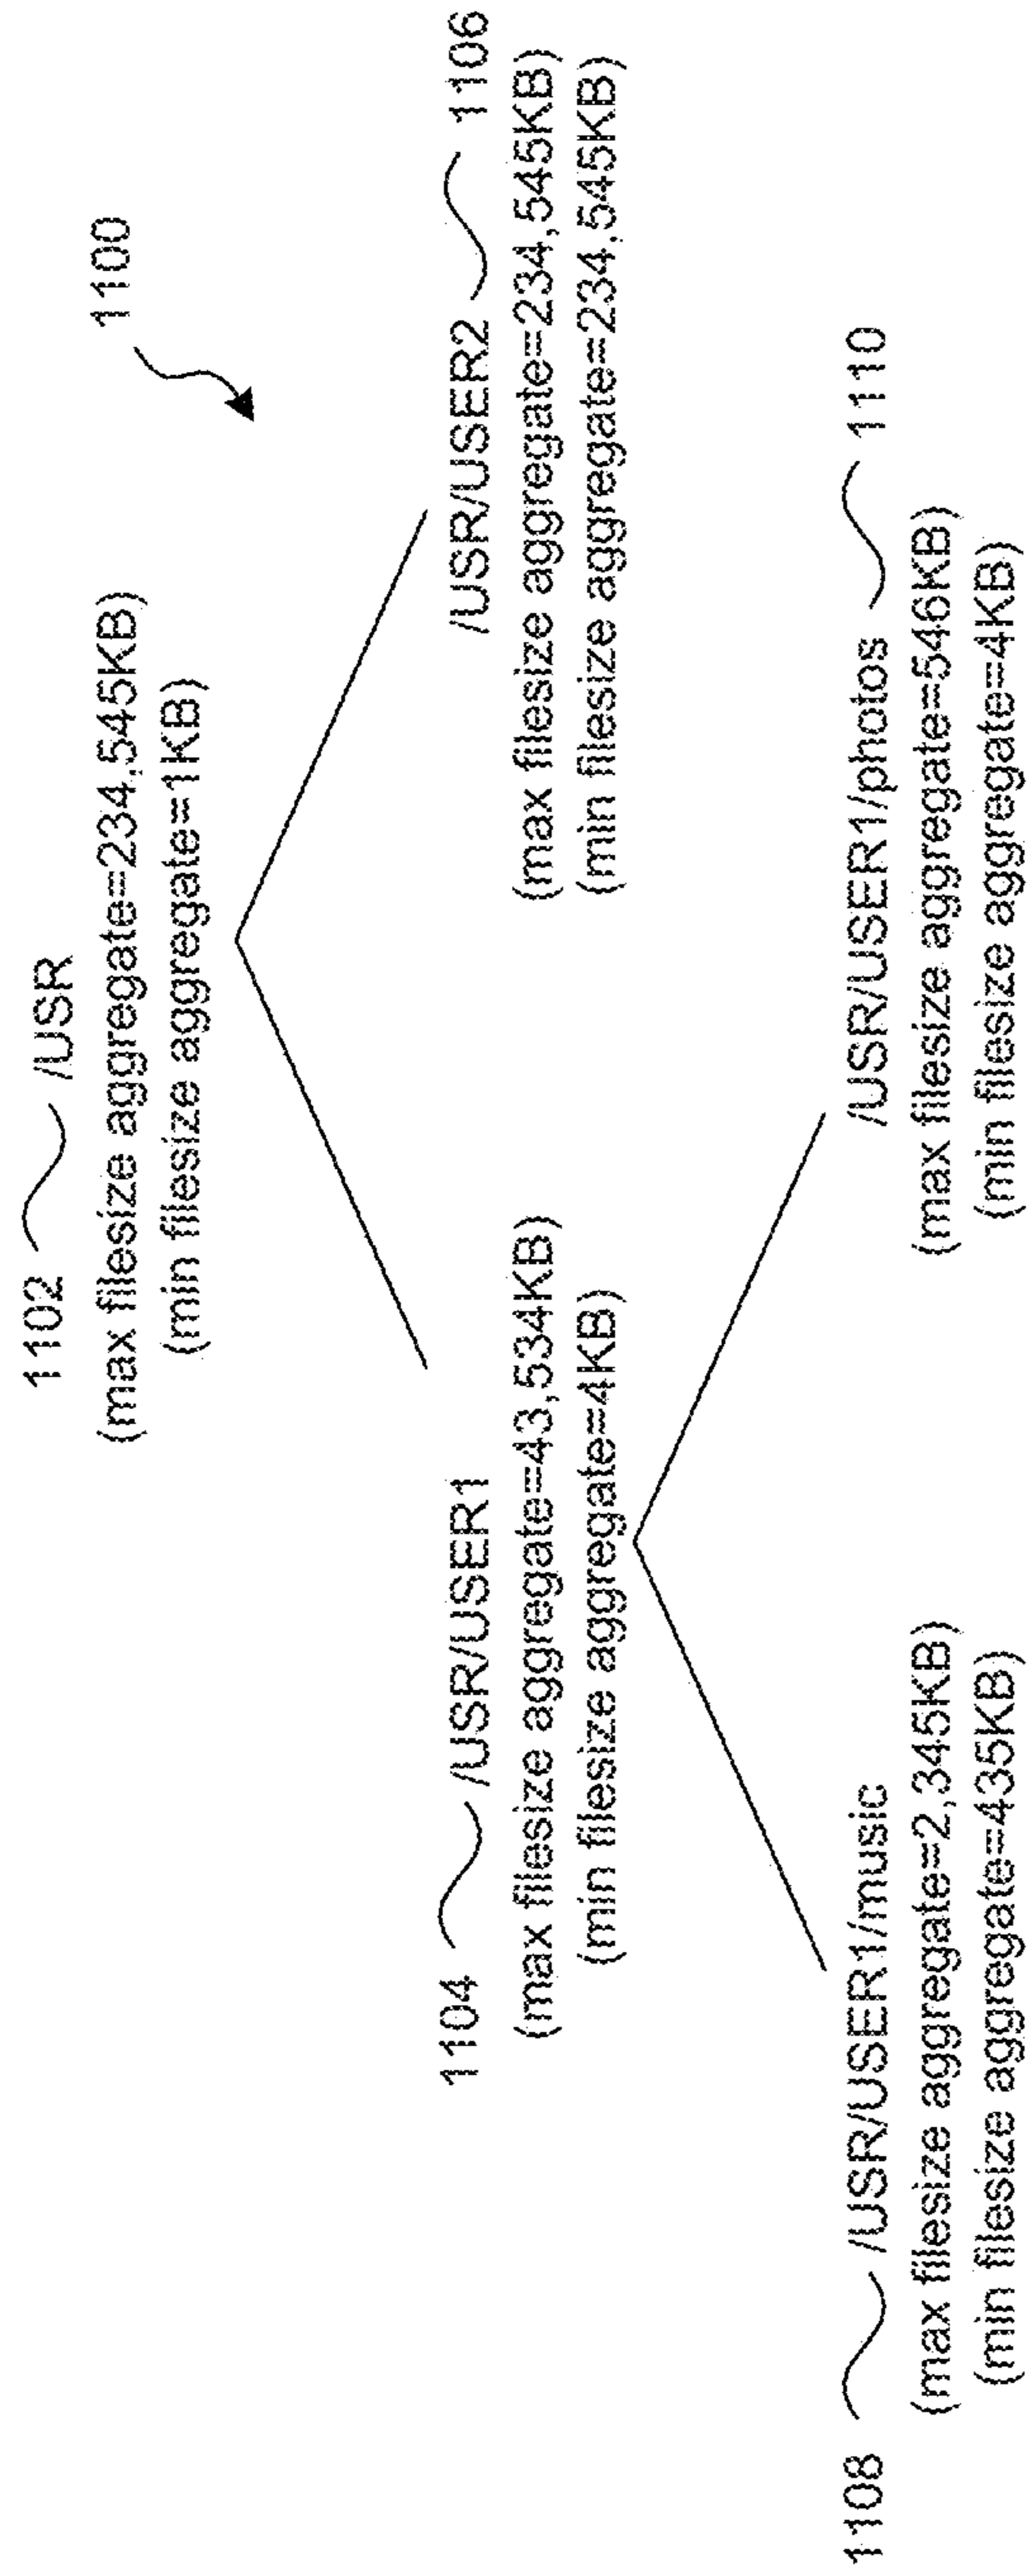 1100
1102 /USR
(max filesize aggregate=234,545KB)
(min filesize aggregate=1KB)
1104 /USR/USER1
(max filesize aggregate=43,534KB)
(min filesize aggregate=4KB)
/USR/USER2 1106
(max filesize aggregate=234,545KB)
(min filesize aggregate=234,545KB)
1108 /USR/USER1/music
(max filesize aggregate=2,345KB)
(min filesize aggregate=435KB)
/USR/USER1/photos 1110
(max filesize aggregate=546KB)
(min filesize aggregate=4KB)